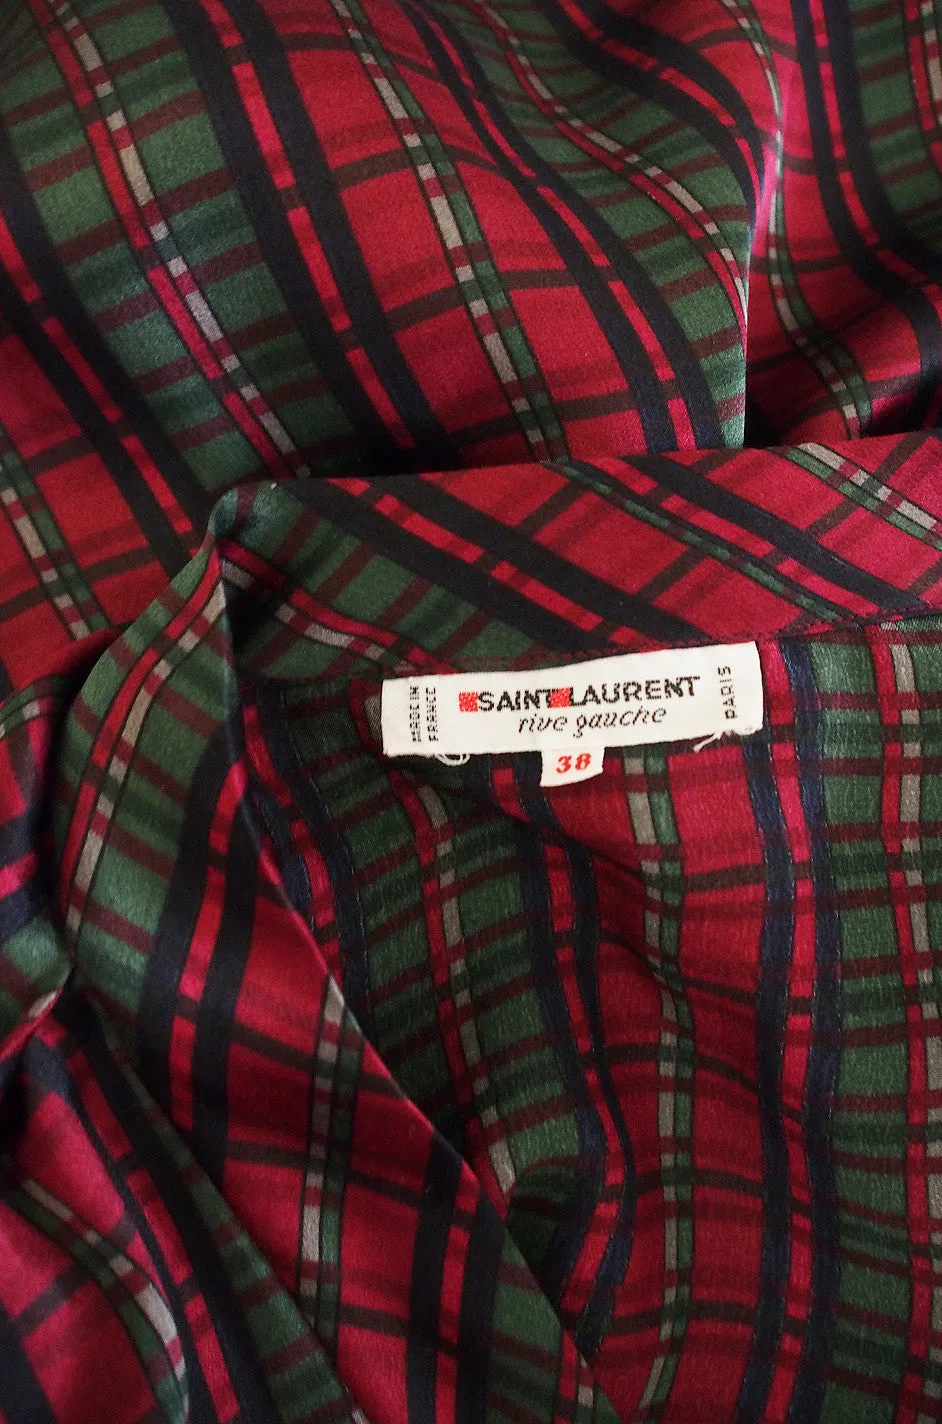 MADE IN
FRANCE
SAINT LAURENT
rive gauche
PARIS
38